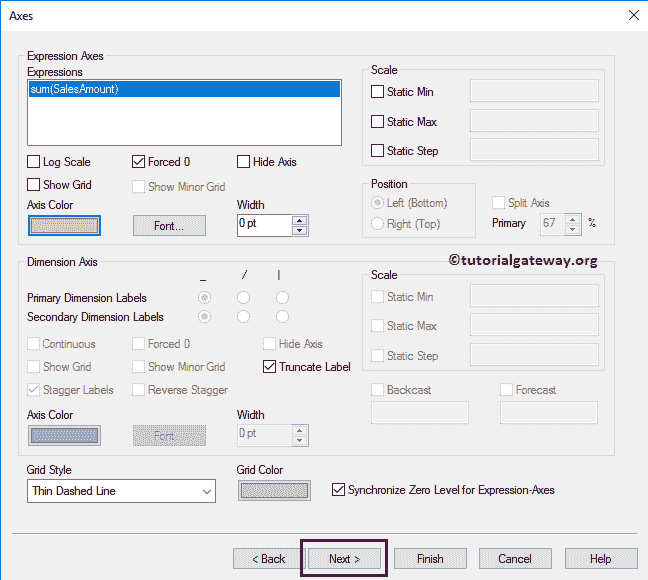 Axes
Expression Axes
Expressions
sum(SalesAmount)
Scale
Static Min
Static Max
Static Step
Log Scale
Forced 0
Hide Axis
Show Grid
Show Minor Grid
Axis Color
Font...
Width
0 pt
Position
Left (Bottom)
Right (Top)
Split Axis
Primary 67 %
©tutorialgateway.org
Dimension Axis
_ / |
Primary Dimension Labels
Secondary Dimension Labels
Continuous
Forced 0
Hide Axis
Show Grid
Show Minor Grid
Truncate Label
Stagger Labels
Reverse Stagger
Axis Color
Font...
Width
0 pt
Scale
Static Min
Static Max
Static Step
Backcast
Forecast
Grid Style
Thin Dashed Line
Grid Color
Synchronize Zero Level for Expression-Axes
< Back
Next >
Finish
Cancel
Help